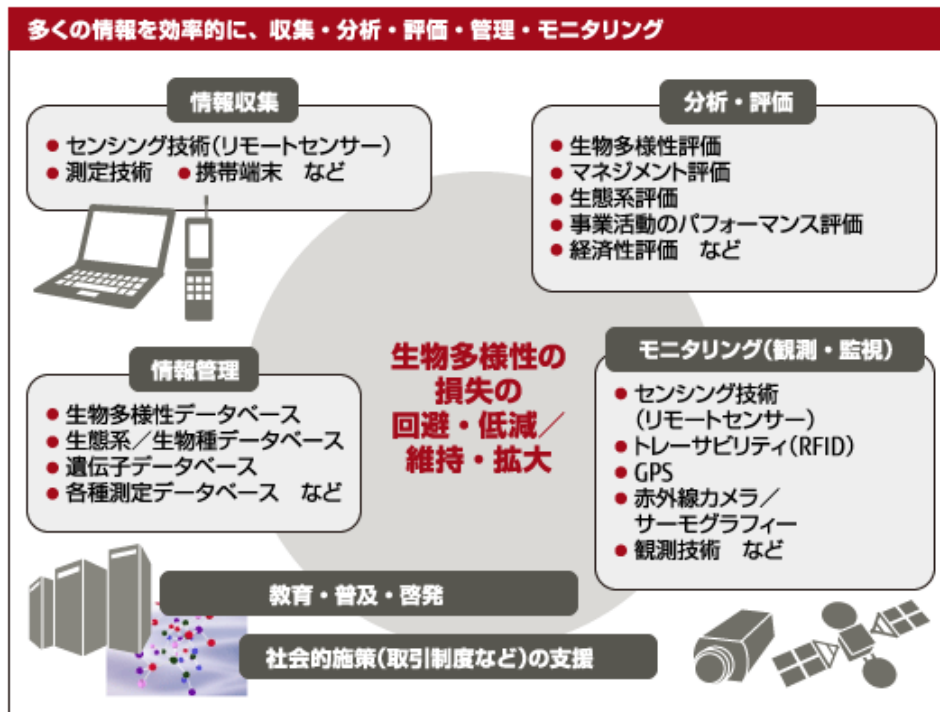 多くの情報を効率的に、収集・分析・評価・管理・モニタリング
情報収集
● センシング技術(リモートセンサー)
● 測定技術 ● 携帯端末 など
分析・評価
● 生物多様性評価
● マネジメント評価
● 生態系評価
● 事業活動のパフォーマンス評価
● 経済性評価 など
生物多様性の
損失の
回避・低減／
維持・拡大
情報管理
● 生物多様性データベース
● 生態系／生物種データベース
● 遺伝子データベース
● 各種測定データベース など
モニタリング(観測・監視)
● センシング技術
(リモートセンサー)
● トレーサビリティ(RFID)
● GPS
● 赤外線カメラ／
サーモグラフィー
● 観測技術 など
教育・普及・啓発
社会的施策(取引制度など)の支援